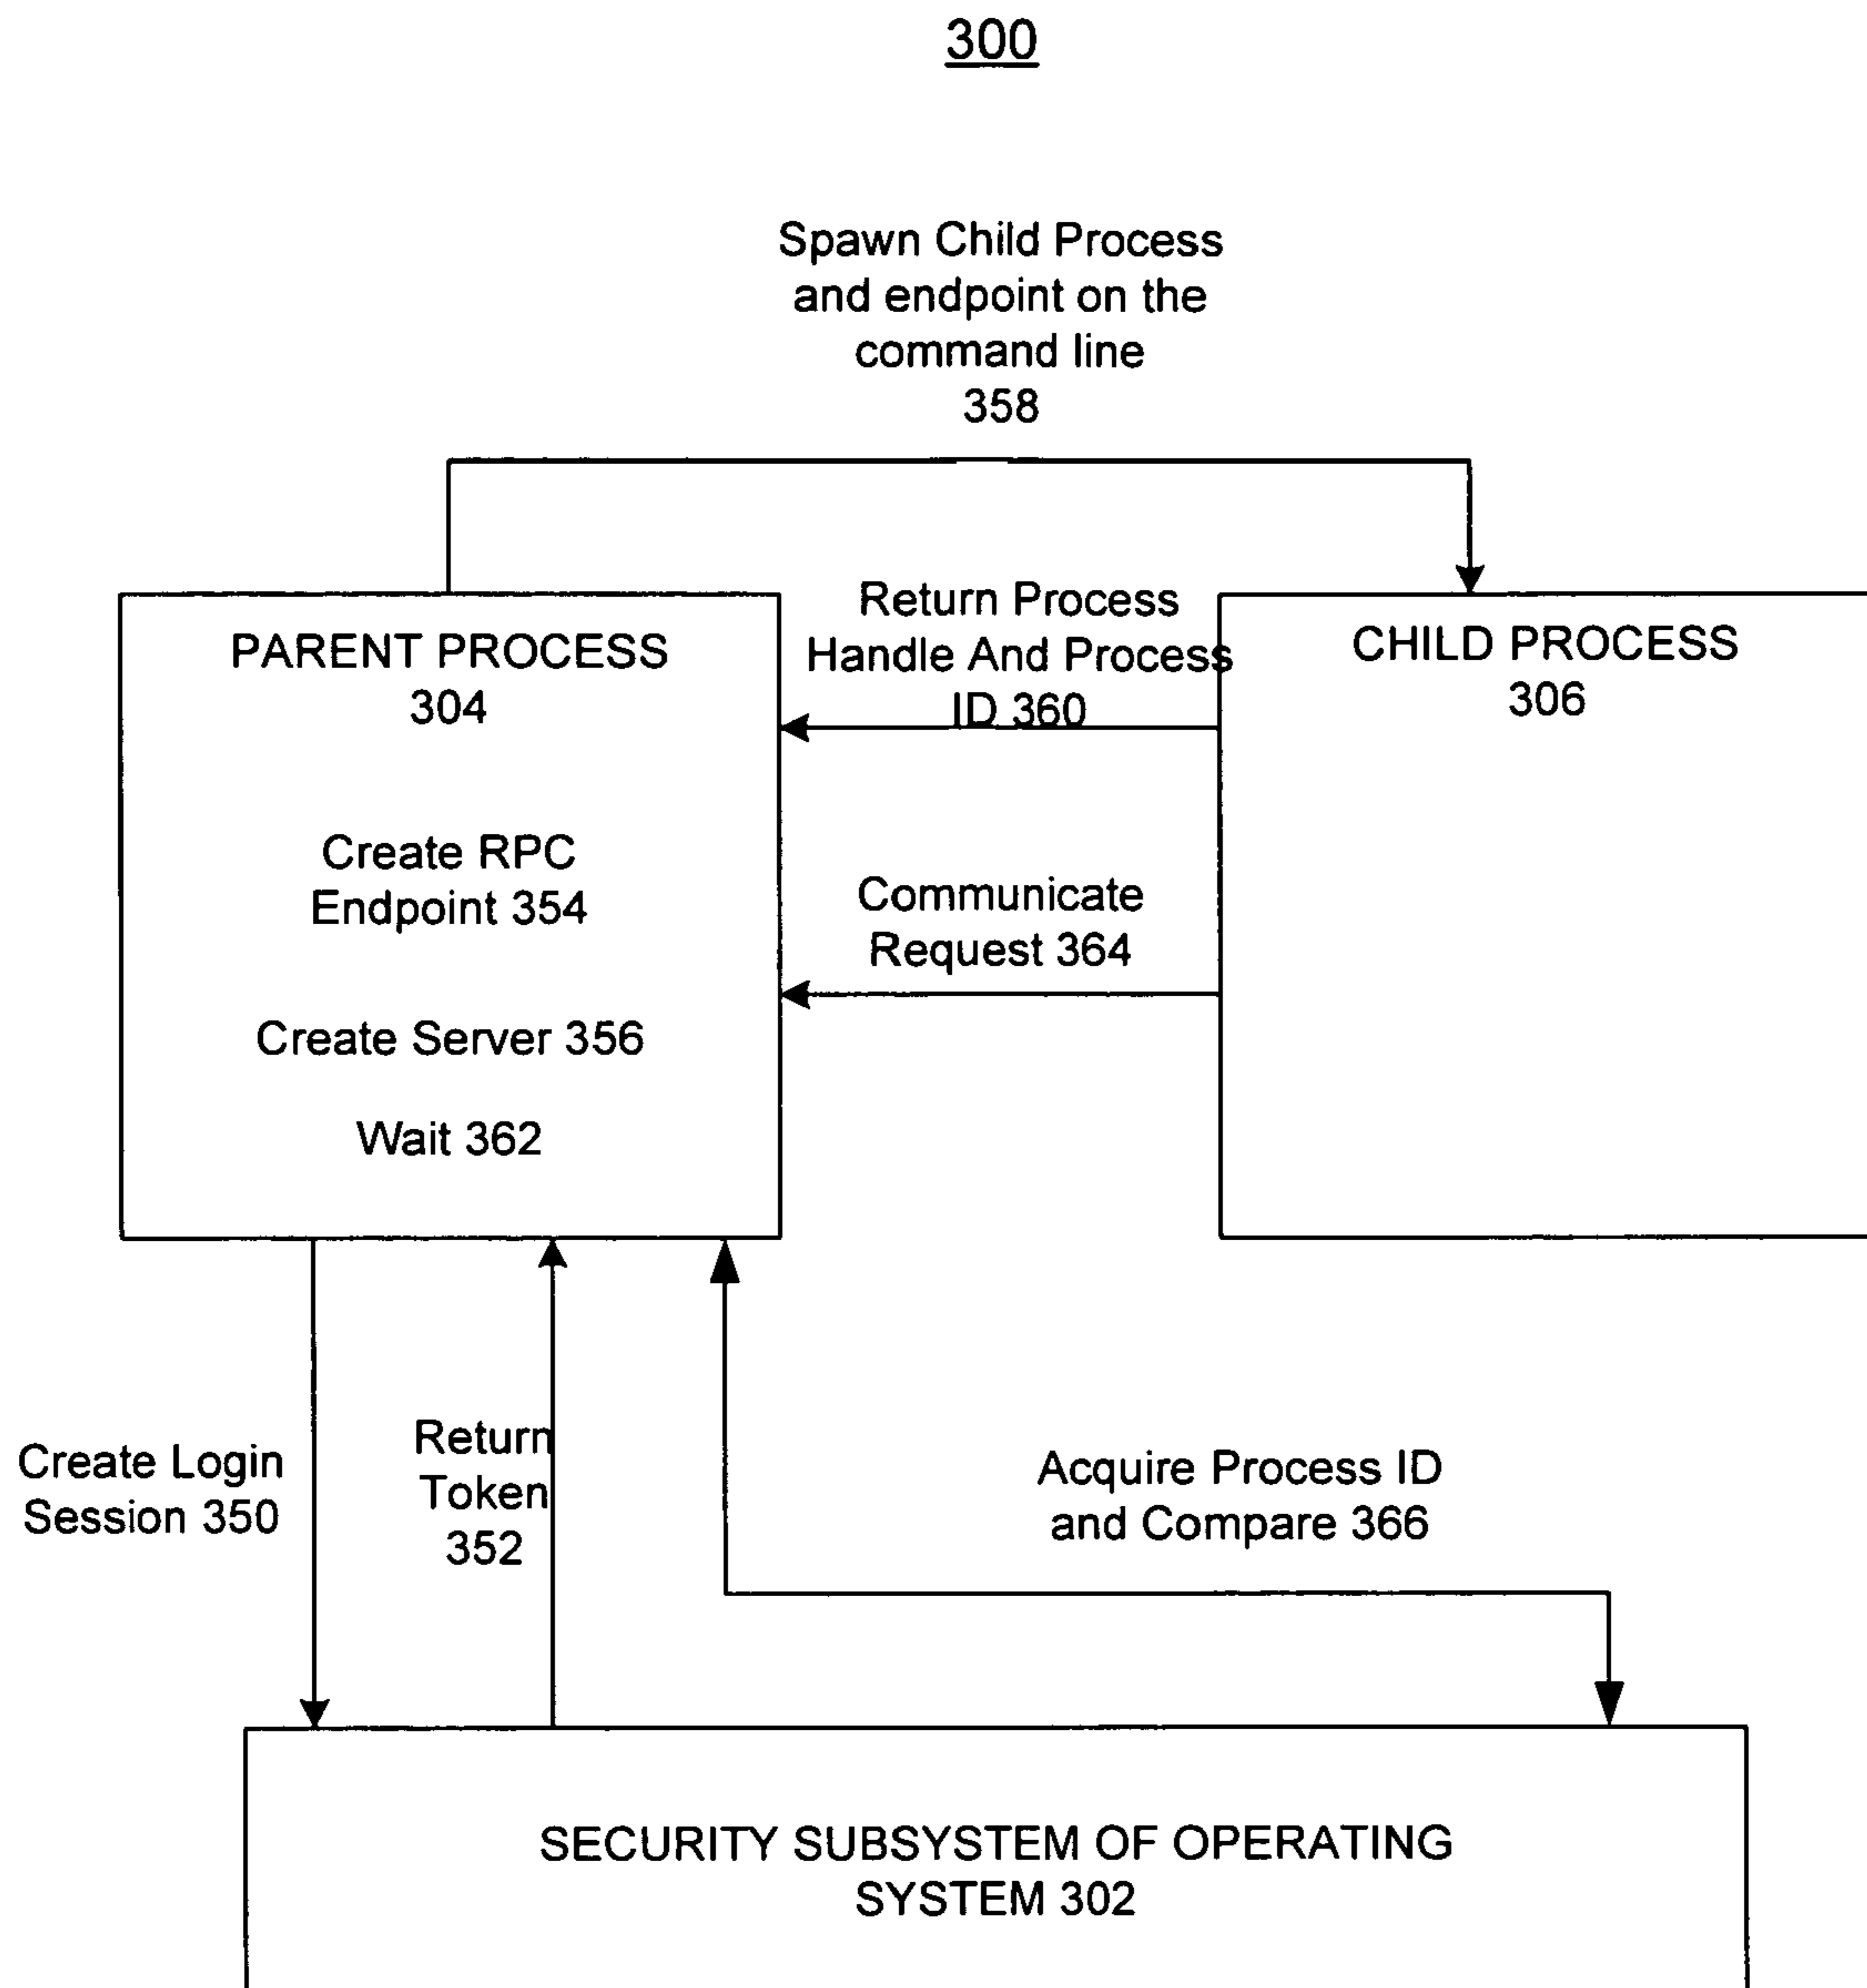 300
Spawn Child Process
and endpoint on the
command line
358
PARENT PROCESS
304
Create RPC
Endpoint 354
Create Server 356
Wait 362
Return Process
Handle And Process
ID 360
Communicate
Request 364
CHILD PROCESS
306
Create Login
Session 350
Return
Token
352
Acquire Process ID
and Compare 366
SECURITY SUBSYSTEM OF OPERATING
SYSTEM 302